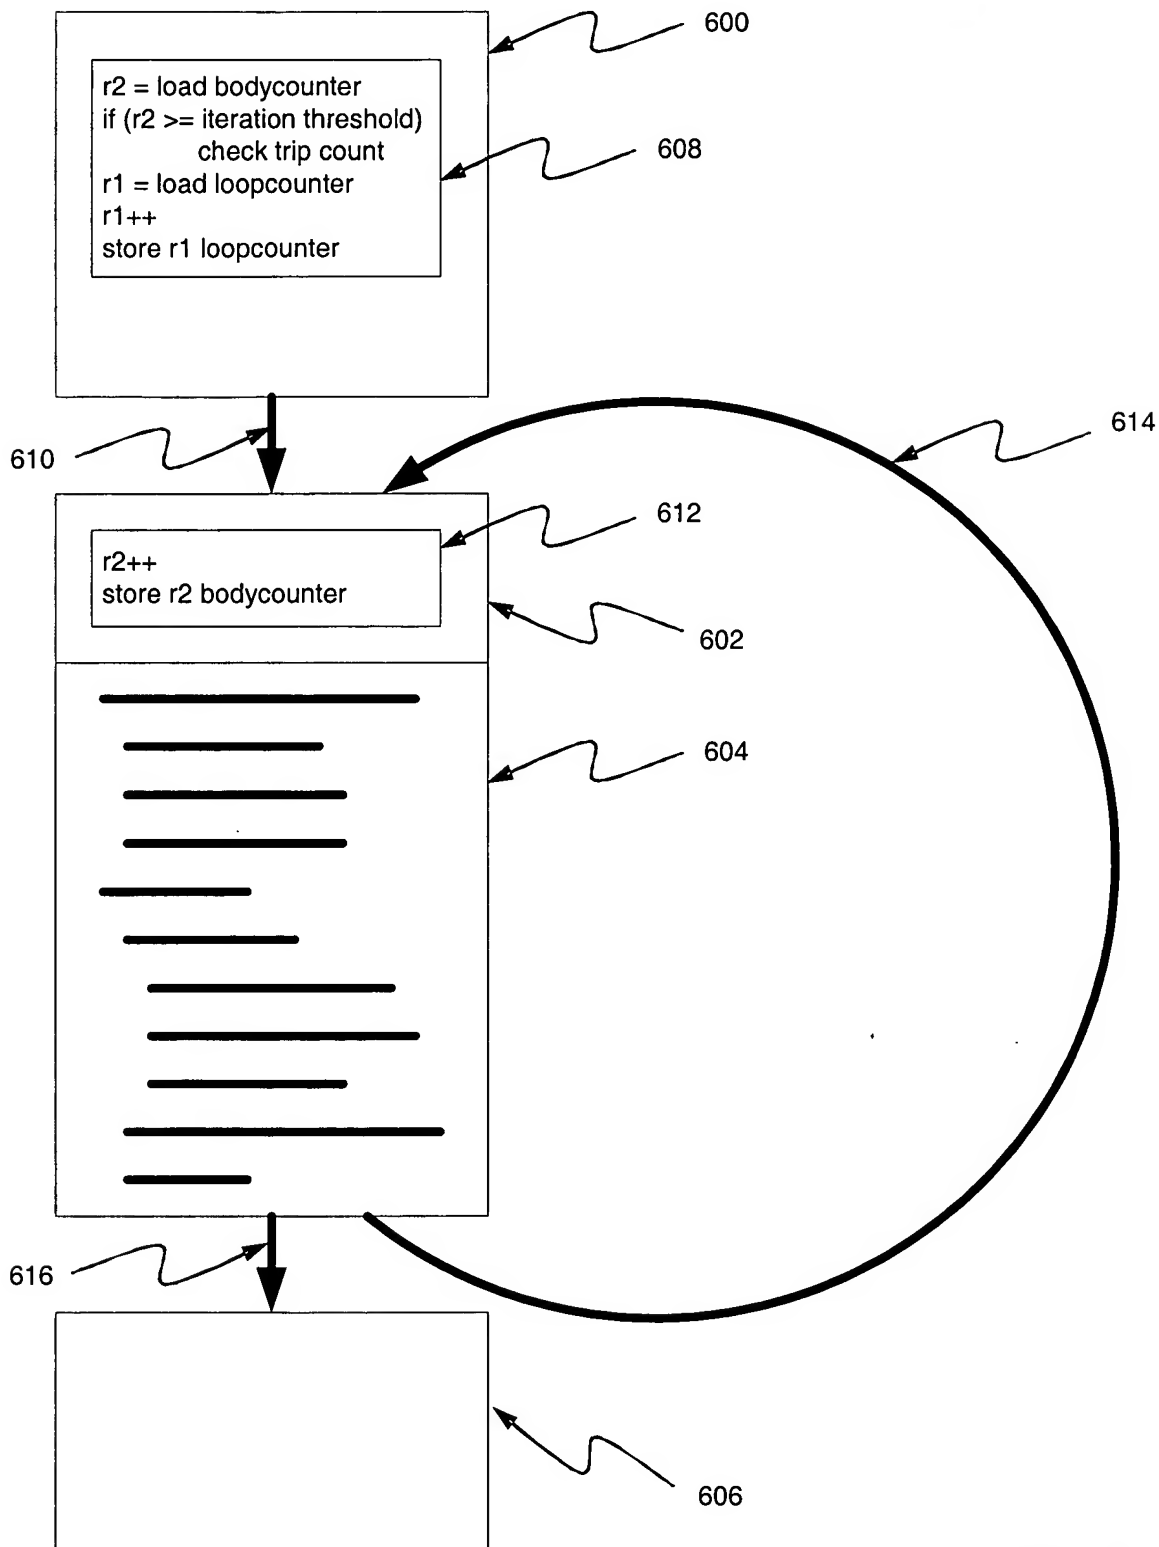 600
r2 = load bodycounter
if (r2 >= iteration threshold)
check trip count
r1 = load loopcounter
r1++
store r1 loopcounter
608
610
614
612
r2++
store r2 bodycounter
602
604
616
606